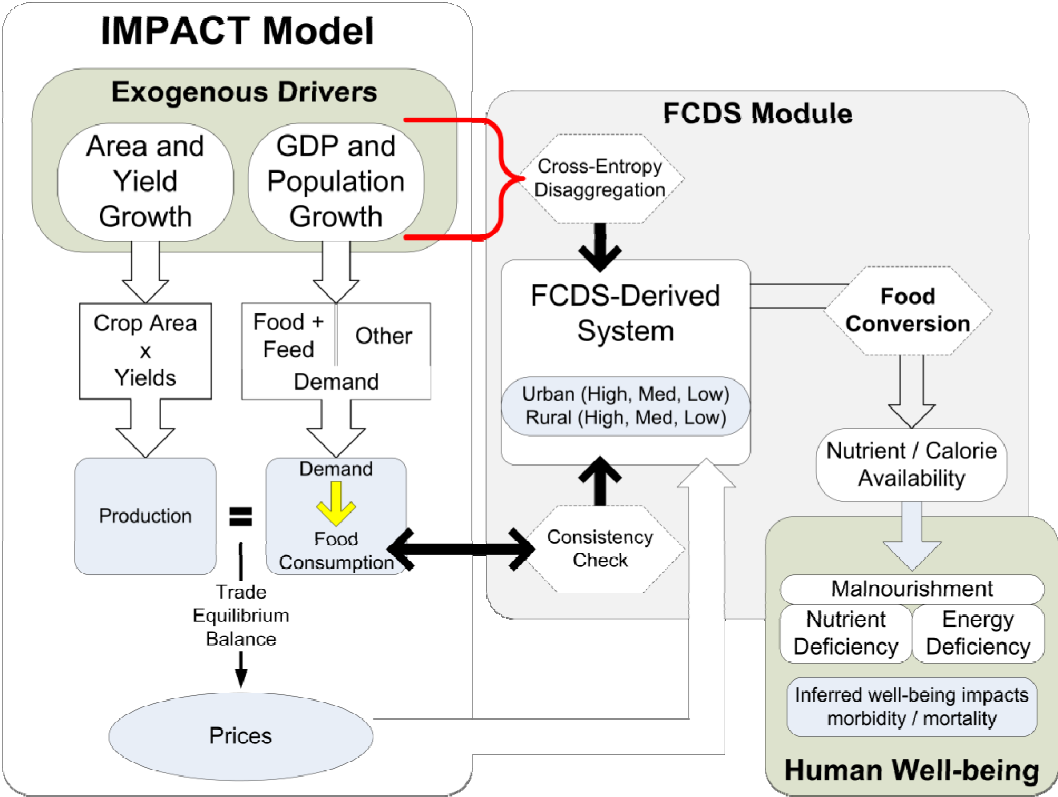 IMPACT Model
Exogenous Drivers
Area and
Yield
Growth
GDP and
Population
Growth
Crop Area
x
Yields
Food +
Feed
Other
Demand
Production
=
Demand
Food
Consumption
Trade
Equilibrium
Balance
Prices
FCDS Module
Cross-Entropy
Disaggregation
FCDS-Derived
System
Urban (High, Med, Low)
Rural (High, Med, Low)
Consistency
Check
Food
Conversion
Nutrient / Calorie
Availability
Malnourishment
Nutrient
Deficiency
Energy
Deficiency
Inferred well-being impacts
morbidity / mortality
Human Well-being